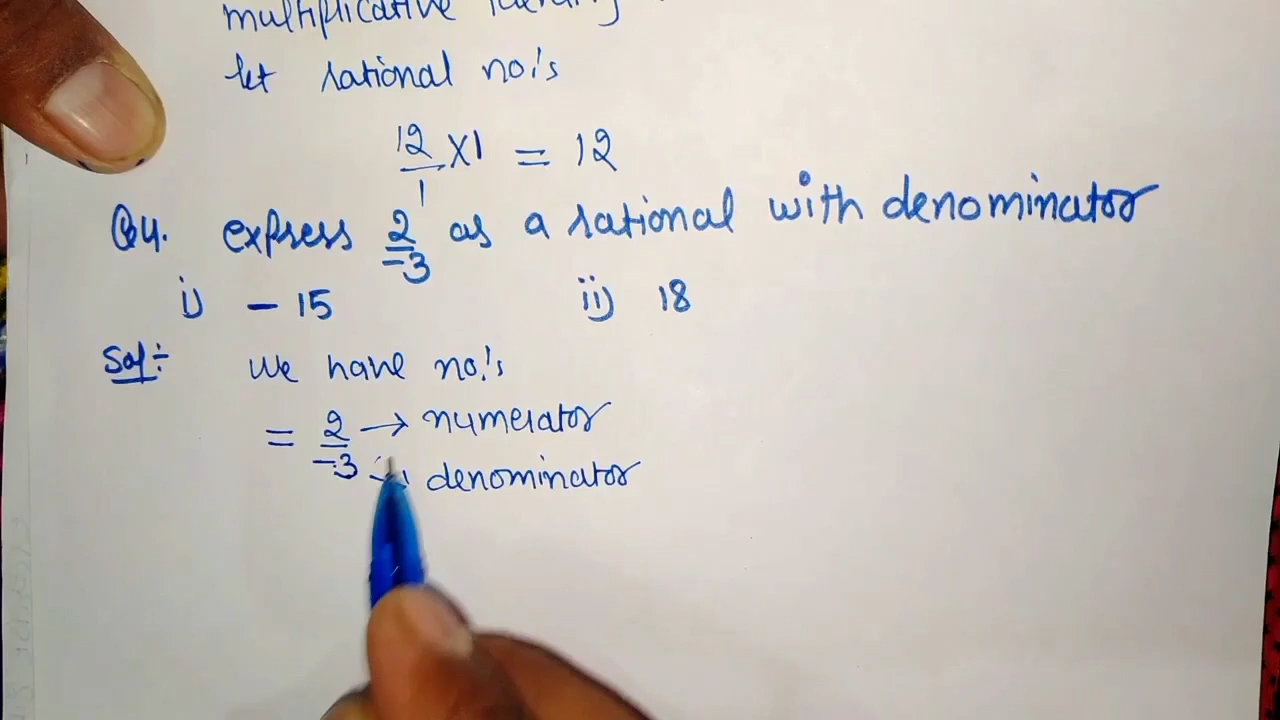 multiplicative
let rational no's
12/1 X1 = 12
Q4. express 2/-3 as a rational with denominator
i) - 15 ii) 18
Sol:- We have no's
= 2/-3 → numerator
→ denominator